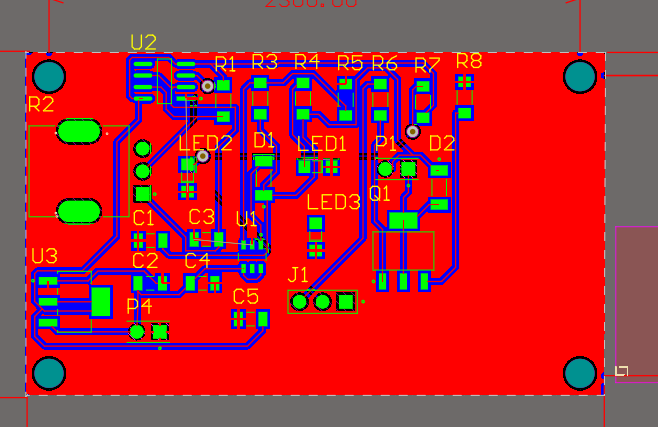 2300.00
U2
R1 R3 R4 R5 R6 R7 R8
R2
LED2 D1 LED1 P1 D2
Q1
LED3
C1 C3 U1
U3 C2 C4
J1
P4 C5